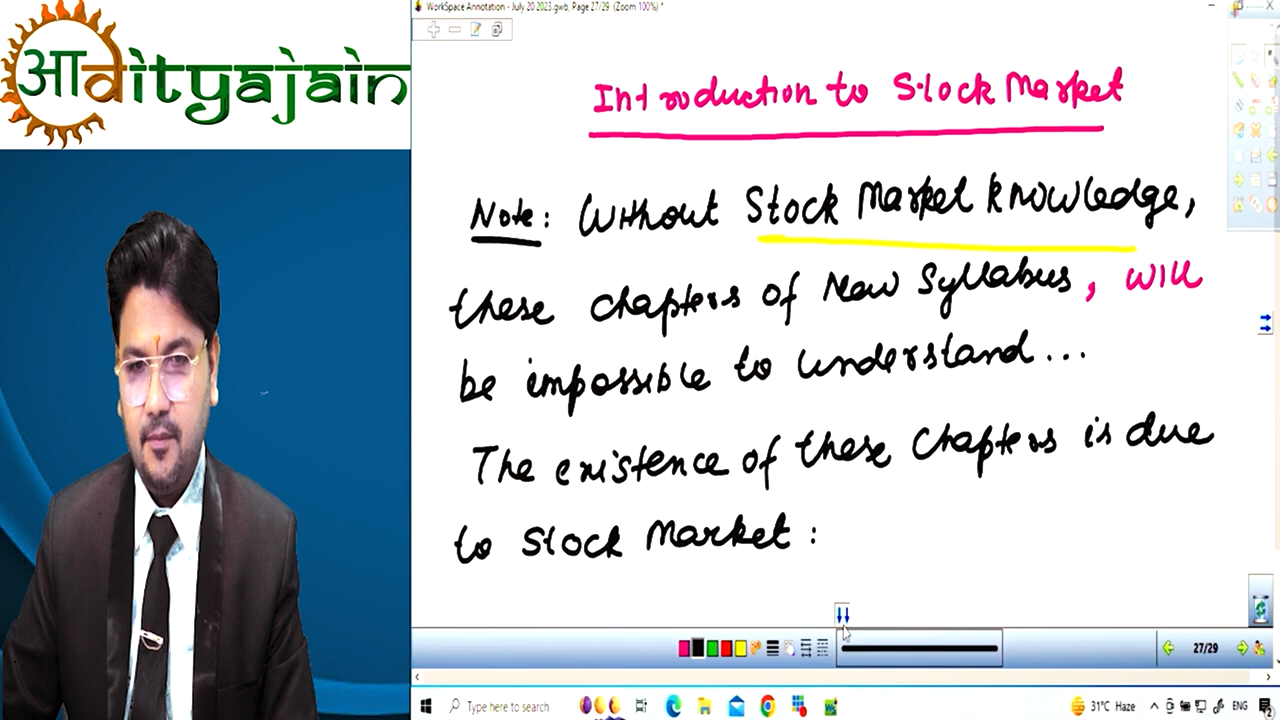 आdityajain
WorkSpace Annotation - July 20 2023.gwb, Page 27/29 (Zoom 100%) *
Introduction to Stock Market
Note: Without Stock Market knowledge,
these chapters of New Syllabus, will
be impossible to understand...
The existence of these Chapters is due
to Stock Market:
27/29
Type here to search
31°C Haze
ENG